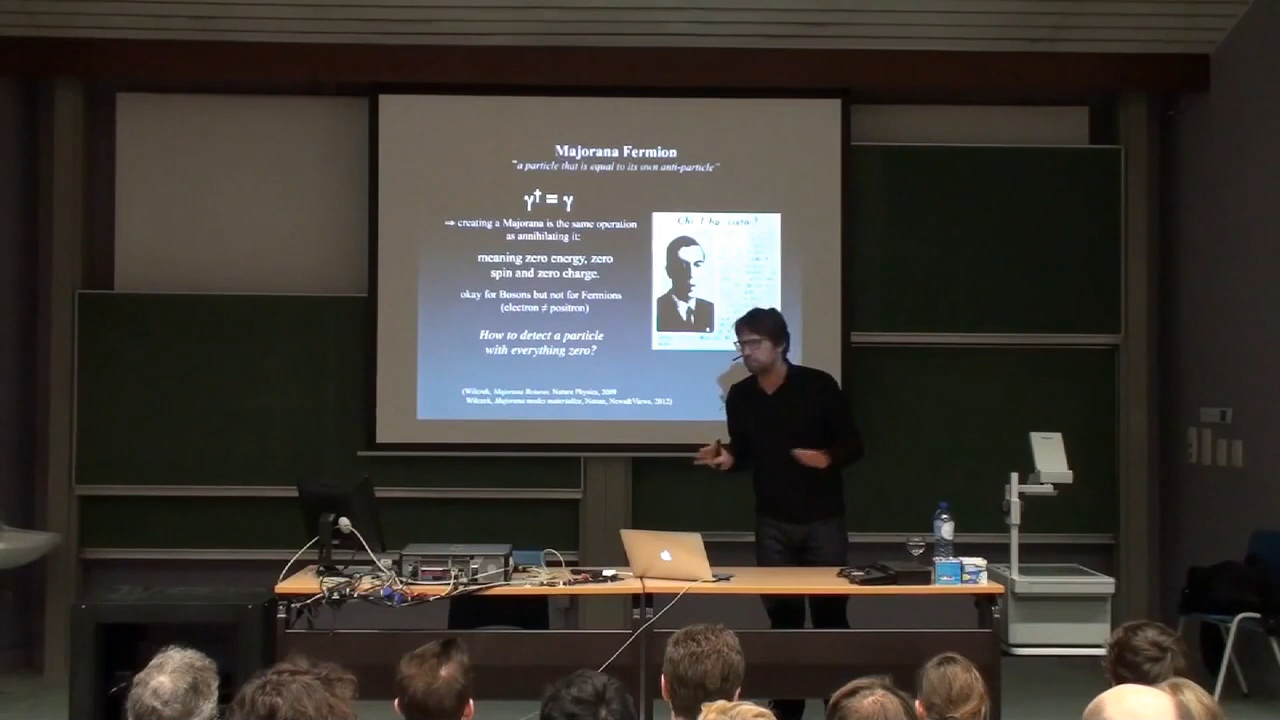 Majorana Fermion
"a particle that is equal to its own anti-particle"
γ† = γ
⇒ creating a Majorana is the same operation
as annihilating it:
meaning zero energy, zero
spin and zero charge.
okay for Bosons but not for Fermions
(electron ≠ positron)
How to detect a particle
with everything zero?
(Wilczek, Majorana Returns, Nature Physics, 2009
Wilczek, Majorana modes materialize, Nature, News&Views, 2012)
Chi l'ha visto?